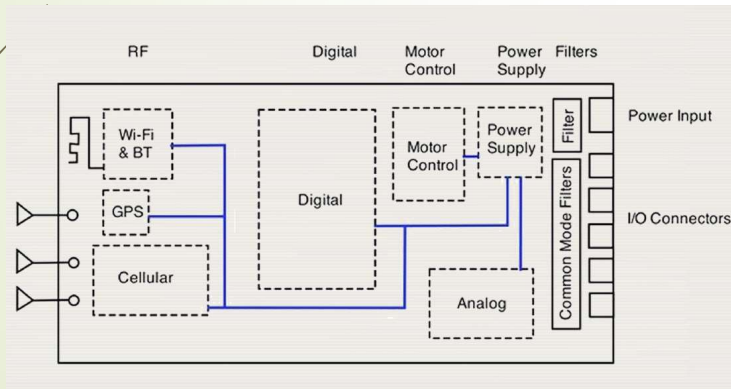 RF
Digital
Motor
Control
Power
Supply
Filters
Wi-Fi
& BT
GPS
Cellular
Digital
Motor
Control
Power
Supply
Analog
Filter
Common Mode Filters
Power Input
I/O Connectors